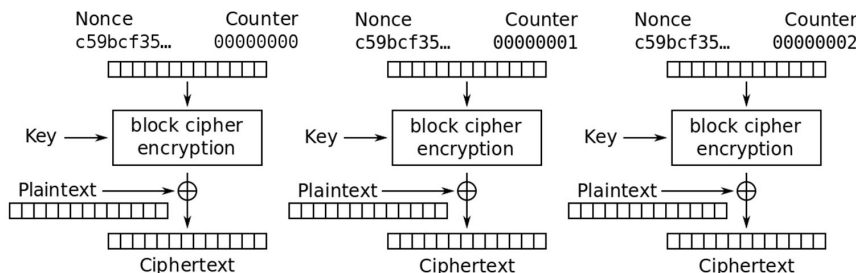 Nonce Counter Nonce Counter Nonce Counter
c59bcf35… 00000000 c59bcf35… 00000001 c59bcf35… 00000002
block cipher block cipher block cipher
Key Key Key
encryption encryption encryption
Plaintext Plaintext Plaintext
Ciphertext Ciphertext Ciphertext